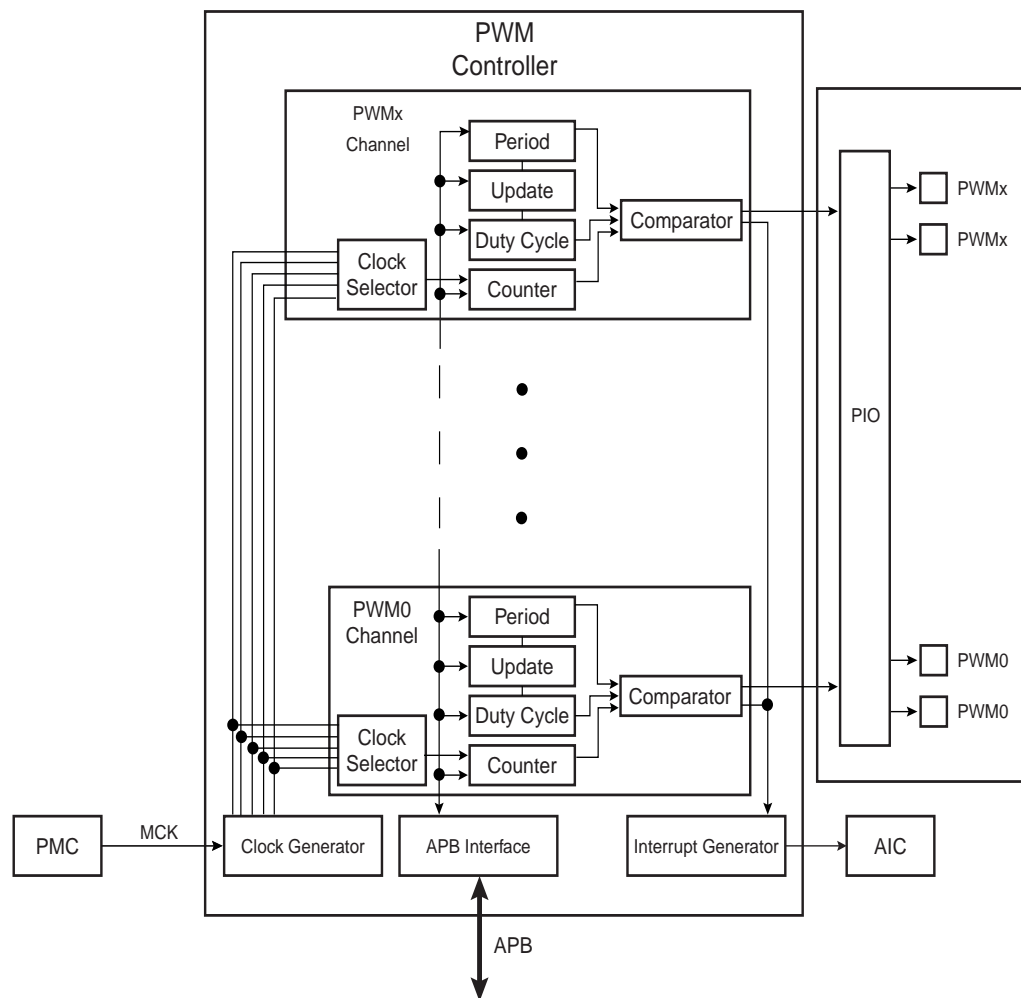 PWM
Controller
PWMx
Channel
Period
Update
Duty Cycle
Comparator
Clock
Selector
Counter
PWMx
PWMx
PIO
PWM0
Channel
Period
Update
Duty Cycle
Comparator
Clock
Selector
Counter
PWM0
PWM0
PMC
MCK
Clock Generator
APB Interface
Interrupt Generator
AIC
APB